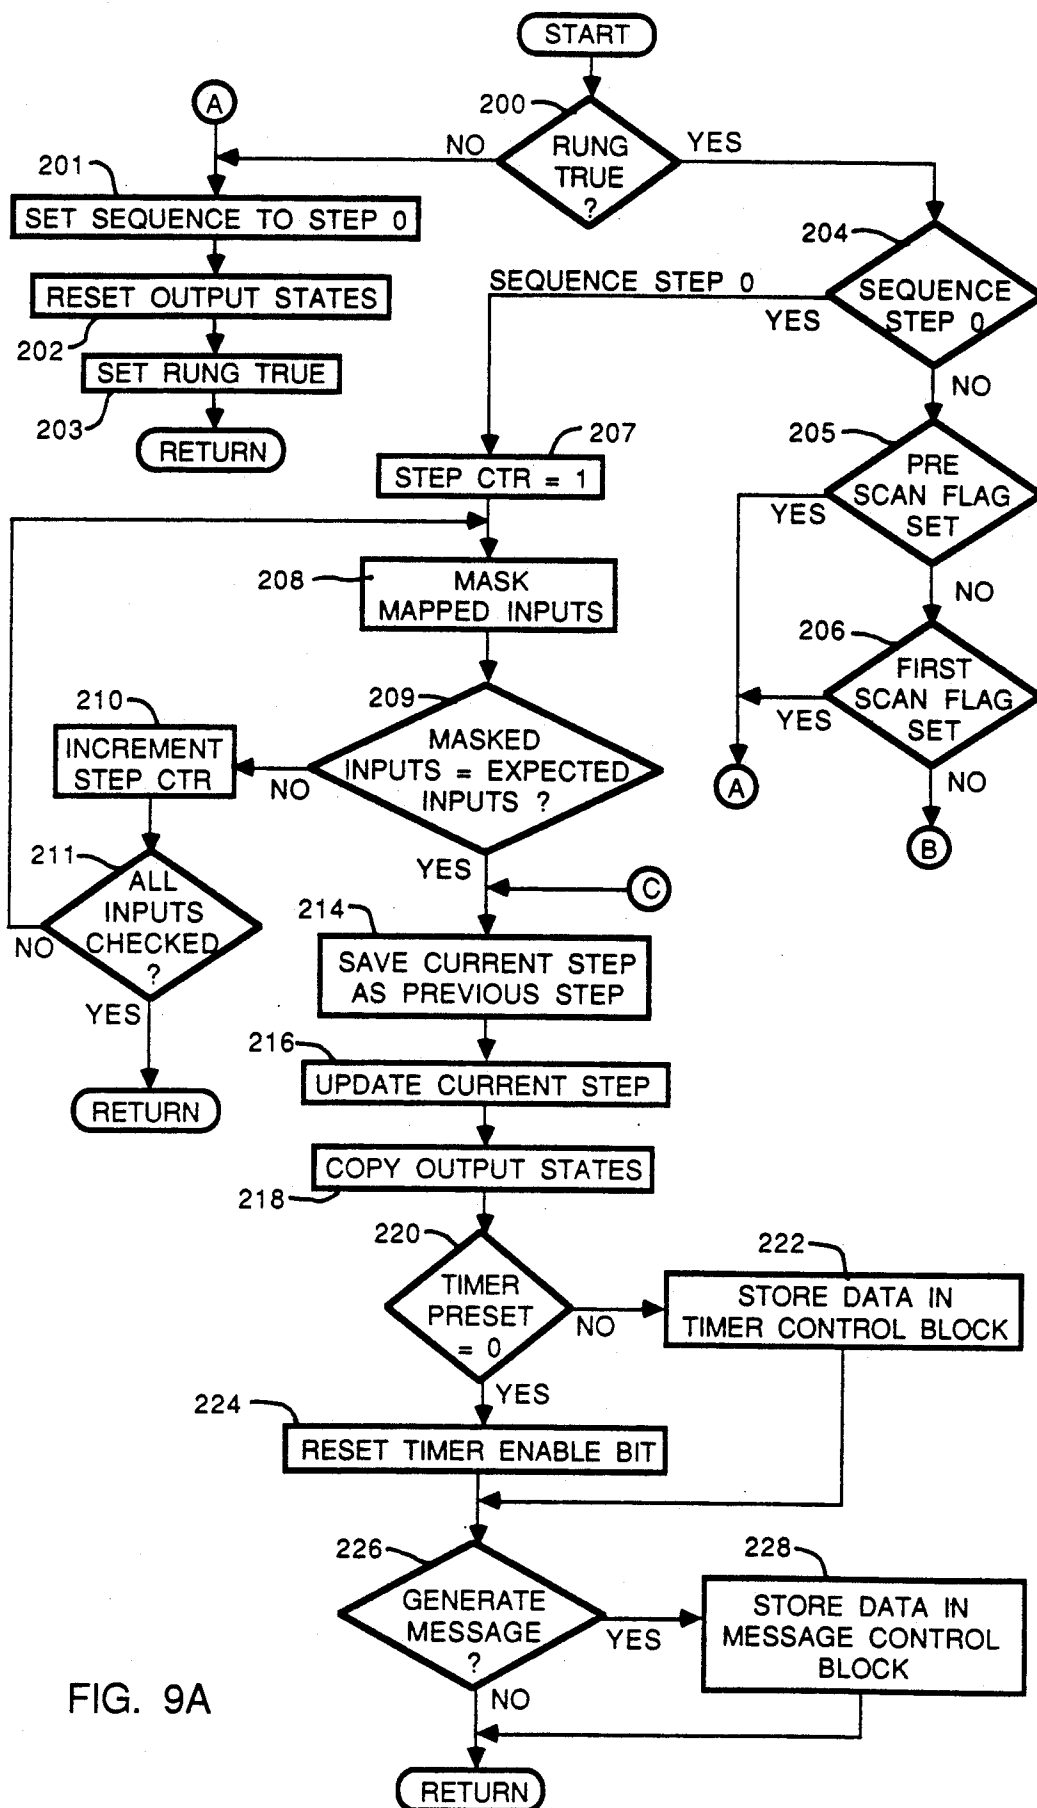 START
A
200
RUNG
TRUE
?
NO
YES
201
SET SEQUENCE TO STEP 0
204
SEQUENCE
STEP 0
SEQUENCE STEP 0
YES
NO
RESET OUTPUT STATES
202
SET RUNG TRUE
203
RETURN
207
STEP CTR = 1
205
PRE
SCAN FLAG
SET
YES
NO
208
MASK
MAPPED INPUTS
206
FIRST
SCAN FLAG
SET
YES
NO
A
B
209
MASKED
INPUTS = EXPECTED
INPUTS ?
NO
YES
210
INCREMENT
STEP CTR
211
ALL
INPUTS
CHECKED
?
NO
YES
RETURN
C
214
SAVE CURRENT STEP
AS PREVIOUS STEP
216
UPDATE CURRENT STEP
COPY OUTPUT STATES
218
220
TIMER
PRESET
= 0
NO
YES
222
STORE DATA IN
TIMER CONTROL BLOCK
224
RESET TIMER ENABLE BIT
226
GENERATE
MESSAGE
?
YES
NO
228
STORE DATA IN
MESSAGE CONTROL
BLOCK
RETURN
FIG. 9A